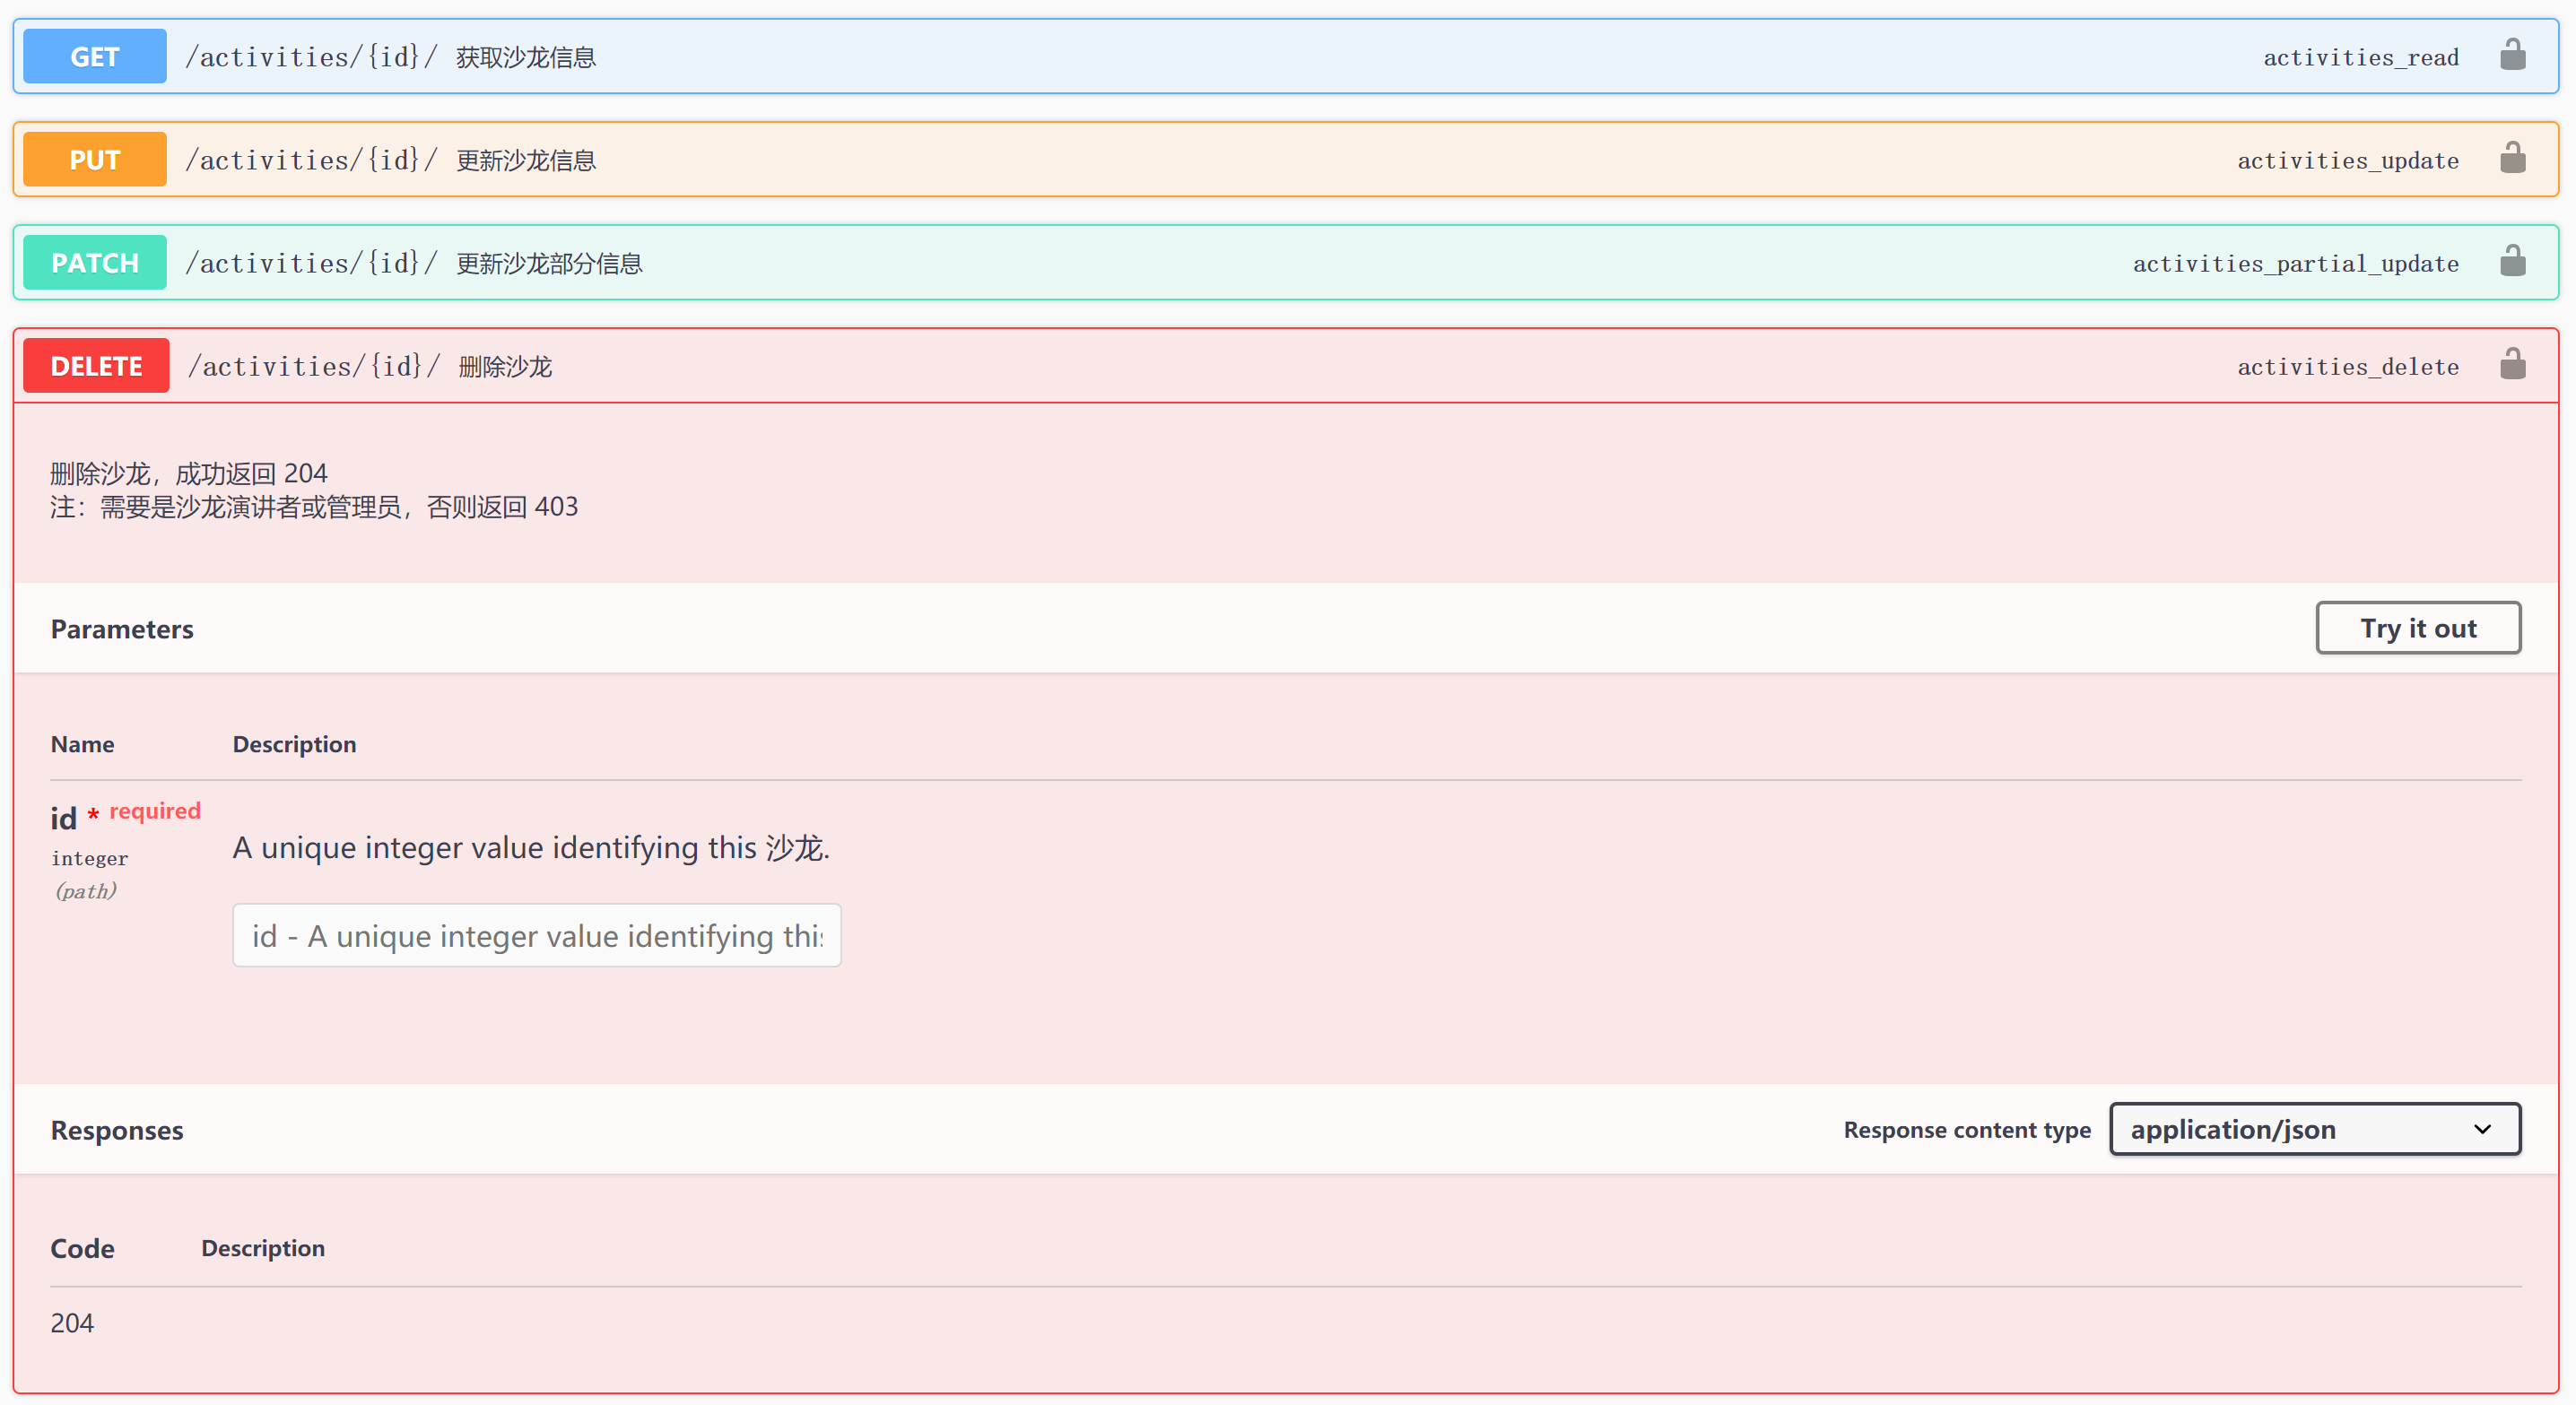 GET /activities/{id}/ 获取沙龙信息 activities_read
PUT /activities/{id}/ 更新沙龙信息 activities_update
PATCH /activities/{id}/ 更新沙龙部分信息 activities_partial_update
DELETE /activities/{id}/ 删除沙龙 activities_delete
删除沙龙，成功返回 204
注：需要是沙龙演讲者或管理员，否则返回 403
Parameters Try it out
Name Description
id * required
integer
(path)
A unique integer value identifying this 沙龙.
id - A unique integer value identifying this
Responses Response content type application/json
Code Description
204